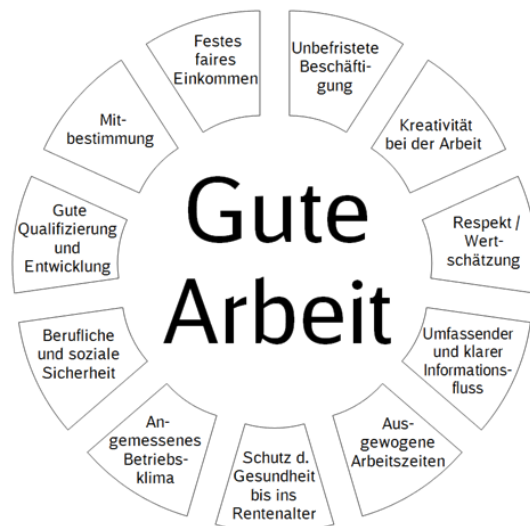 Festes
faires
Einkommen
Unbefristete
Beschäfti-
gung
Kreativität
bei der Arbeit
Respekt /
Wert-
schätzung
Umfassender
und klarer
Informations-
fluss
Aus-
gewogene
Arbeitszeiten
Schutz d.
Gesundheit
bis ins
Rentenalter
An-
gemessenes
Betriebs-
klima
Berufliche
und soziale
Sicherheit
Gute
Qualifizierung
und
Entwicklung
Mit-
bestimmung
Gute
Arbeit